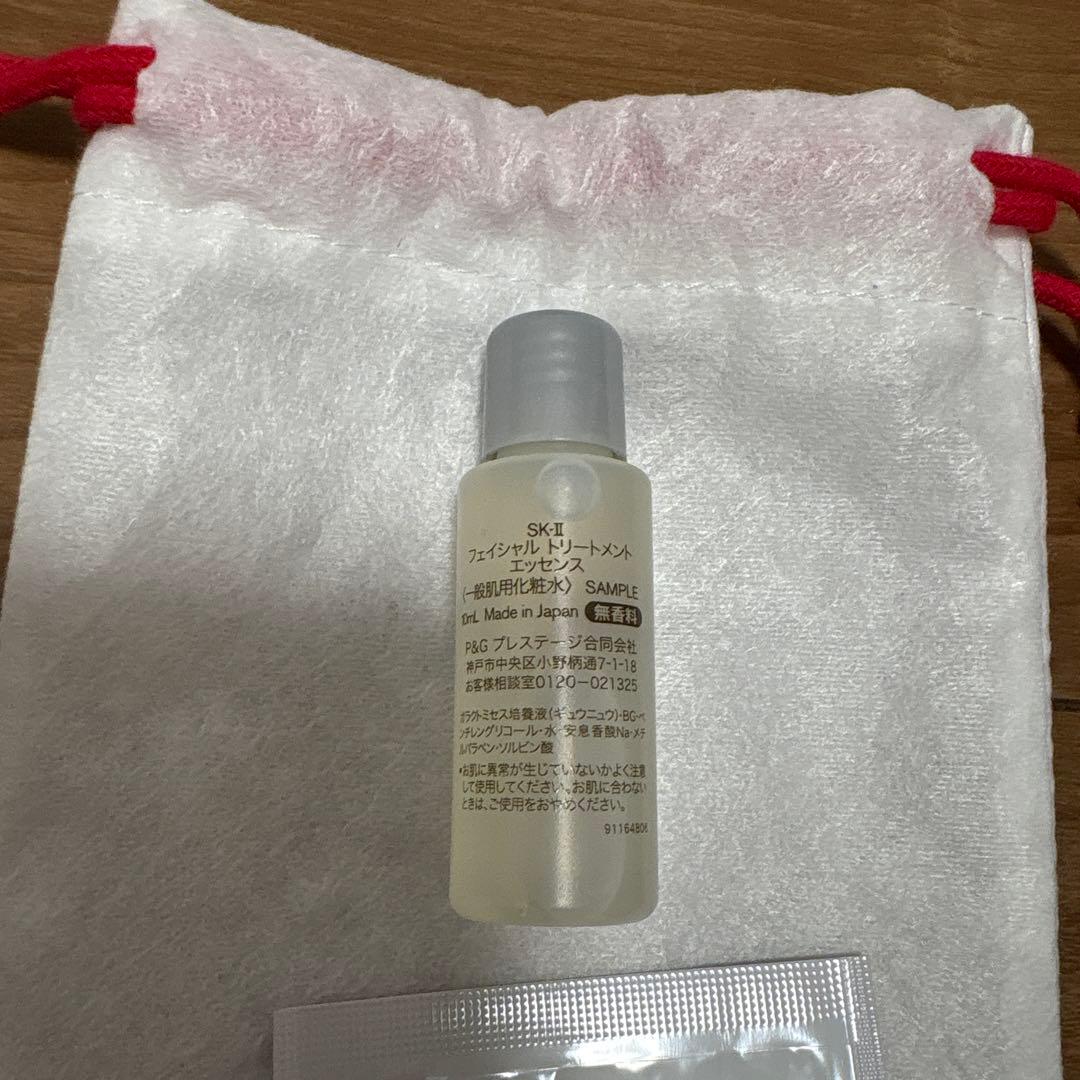 SK-II
フェイシャル トリートメント
エッセンス
〈一般肌用化粧水〉 SAMPLE
10mL Made in Japan 無香料
P&G プレステージ合同会社
神戸市中央区小野柄通7-1-18
お客様相談室0120-021325
ガラクトミセス培養液(ギュウニュウ)・BG・ペ
ンチレングリコール・水・安息香酸Na・メチ
ルパラベン・ソルビン酸
•お肌に異常が生じていないかよく注意
して使用してください。お肌に合わない
ときは、ご使用をおやめください。
91164806